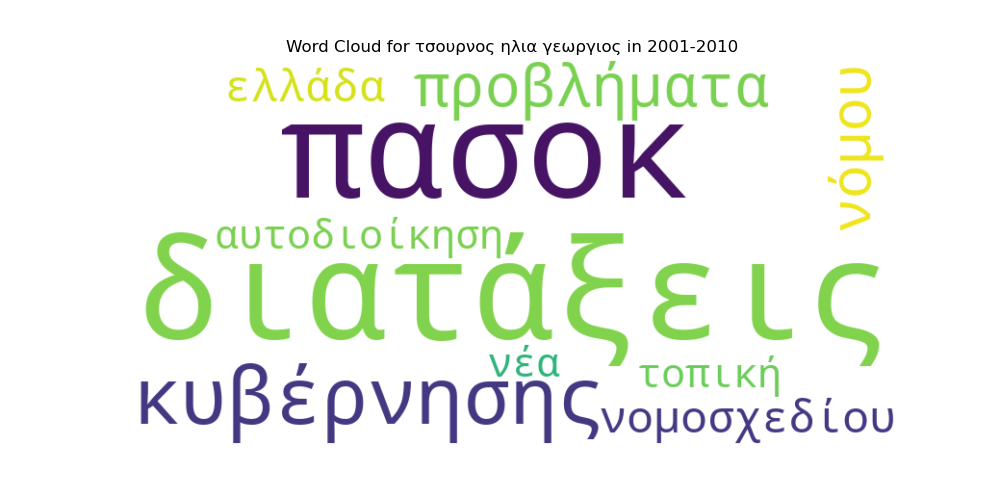 Word Cloud for τσουρνος ηλια γεωργιος in 2001-2010
ελλάδα προβλήματα
νόμου
πασοκ
αυτοδιοίκηση
διατάξεις
νέα
τοπική
κυβέρνησης
νομοσχεδίου